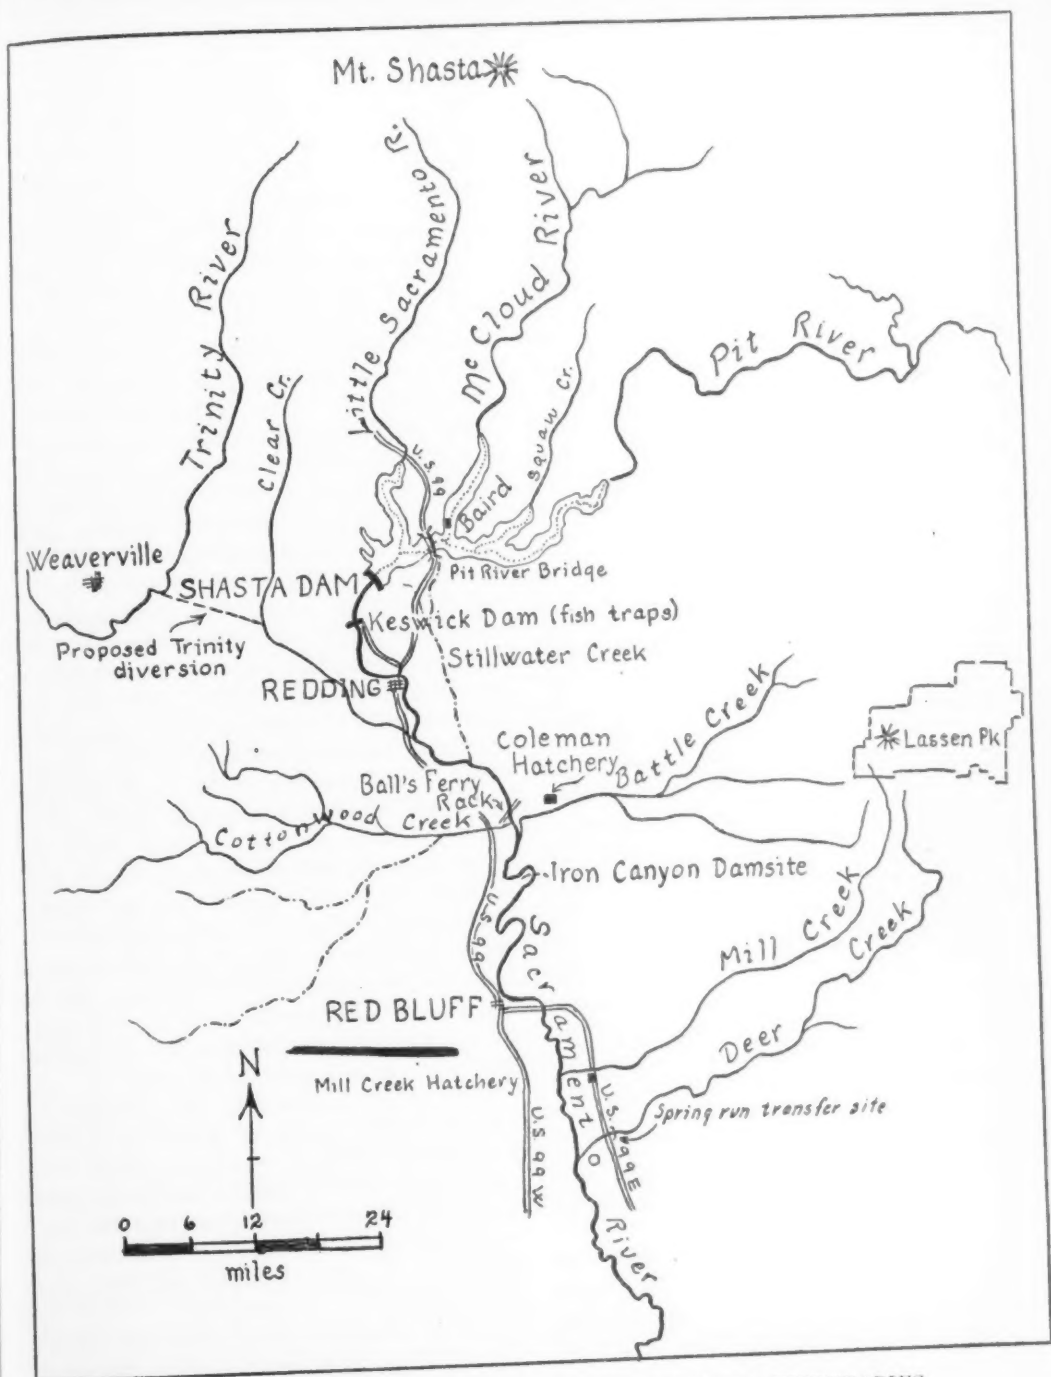 Mt. Shasta
Trinity River
Clear Cr.
Little Sacramento R.
McCloud River
Squaw Cr.
Pit River
U.S. 99
Baird
Weaverville
SHASTA DAM
Pit River Bridge
Keswick Dam (fish traps)
Proposed Trinity
diversion
Stillwater Creek
REDDING
Coleman
Hatchery
Battle Creek
Lassen Pk
Ball's Ferry
Rack
Cottonwood Creek
Iron Canyon Damsite
U.S. 99
Mill Creek
Deer Creek
Sacramento River
RED BLUFF
N
Mill Creek Hatchery
U.S. 99W
U.S. 99E
Spring run transfer site
0 6 12 24
miles